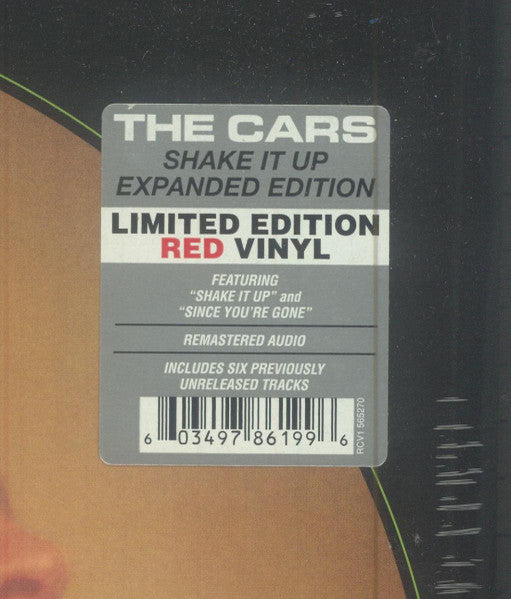 THE CARS
SHAKE IT UP
EXPANDED EDITION
LIMITED EDITION
RED VINYL
FEATURING
“SHAKE IT UP” and
“SINCE YOU’RE GONE”
REMASTERED AUDIO
INCLUDES SIX PREVIOUSLY
UNRELEASED TRACKS
6 03497 86199 6
RCV1 565270